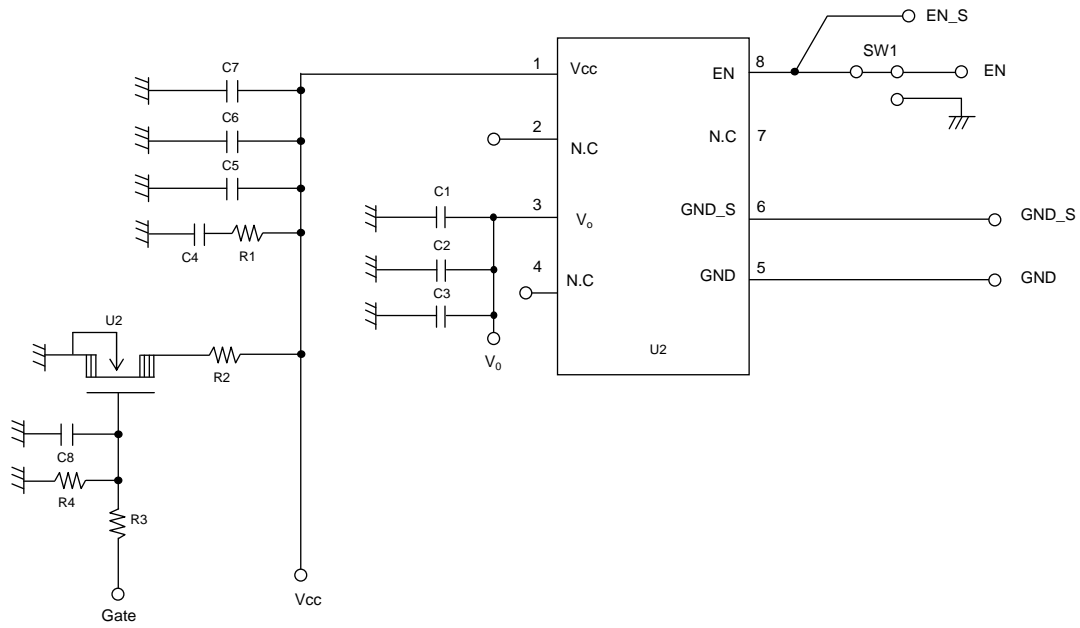 EN_S
SW1
C7
1
Vcc
8
EN
EN
C6
2
N.C
N.C
7
C5
C1
3
Vo
GND_S
6
GND_S
C4
R1
C2
4
N.C
GND
5
GND
C3
U2
R2
V0
U2
C8
R4
R3
Gate
Vcc